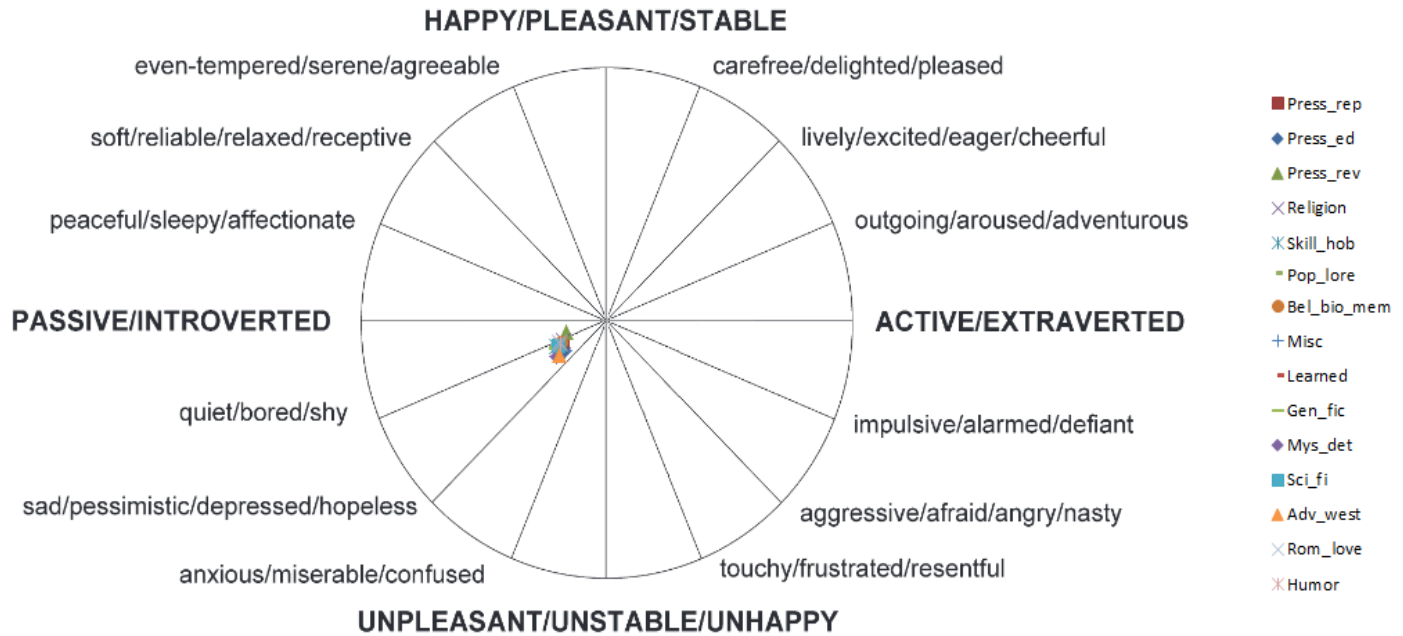 HAPPY/PLEASANT/STABLE
even-tempered/serene/agreeable
carefree/delighted/pleased
soft/reliable/relaxed/receptive
lively/excited/eager/cheerful
peaceful/sleepy/affectionate
outgoing/aroused/adventurous
PASSIVE/INTROVERTED
ACTIVE/EXTRAVERTED
quiet/bored/shy
impulsive/alarmed/defiant
sad/pessimistic/depressed/hopeless
aggressive/afraid/angry/nasty
anxious/miserable/confused
touchy/frustrated/resentful
UNPLEASANT/UNSTABLE/UNHAPPY
Press_rep
Press_ed
Press_rev
Religion
Skill_hob
Pop_lore
Bel_bio_mem
Misc
Learned
Gen_fic
Mys_det
Sci_fi
Adv_west
Rom_love
Humor